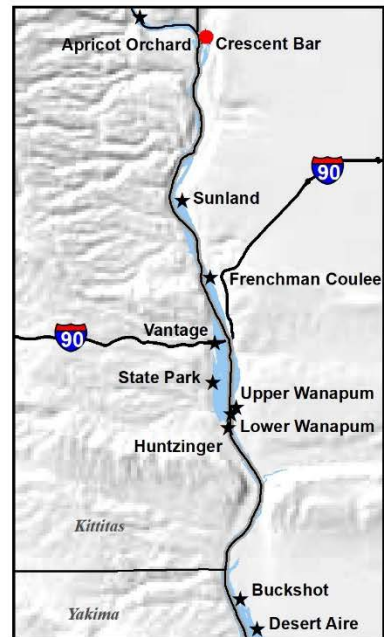 Apricot Orchard
Crescent Bar
90
Sunland
Frenchman Coulee
Vantage
90
State Park
Upper Wanapum
Lower Wanapum
Huntzinger
Kittitas
Buckshot
Yakima
Desert Aire